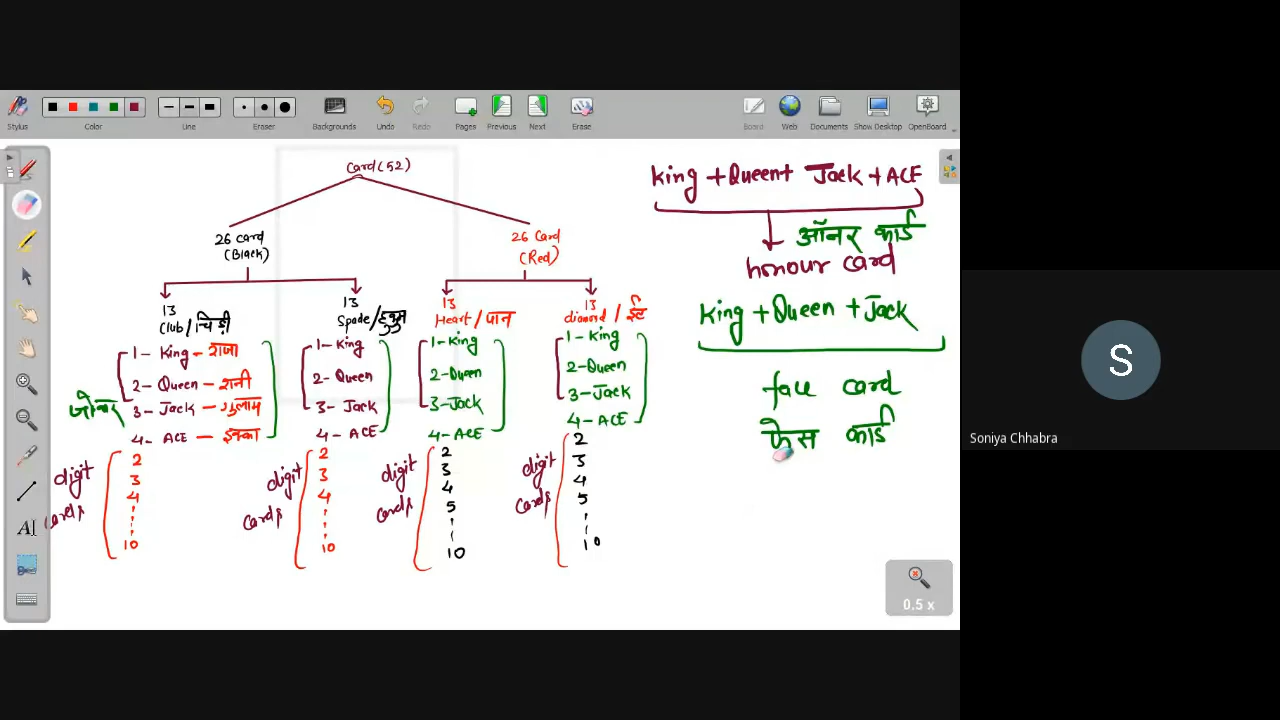 Stylus
Color
Line
Eraser
Backgrounds
Undo
Redo
Pages
Previous
Next
Erase
Board
Web
Documents
Show Desktop
OpenBoard
Card (52)
26 Card
(Black)
26 Card
(Red)
13
Club/चिड़ी
1- King - राजा
2- Queen - रानी
3- Jack - गुलाम
4- ACE - इक्का
digit
cards
2
3
4
10
13
Spade/हुक्म
1- King
2- Queen
3- Jack
4- ACE
digit
cards
2
3
4
10
13
Heart/पान
1-King
2-Queen
3-Jack
4-ACE
digit
cards
2
3
4
5
10
13
diamond/ईंट
1-King
2-Queen
3-Jack
4-ACE
digit
cards
2
3
4
5
10
King + Queen + Jack + ACE
ऑनर कार्ड
honour card
King + Queen + Jack
face card
फेस कार्ड
0.5 x
S
Soniya Chhabra